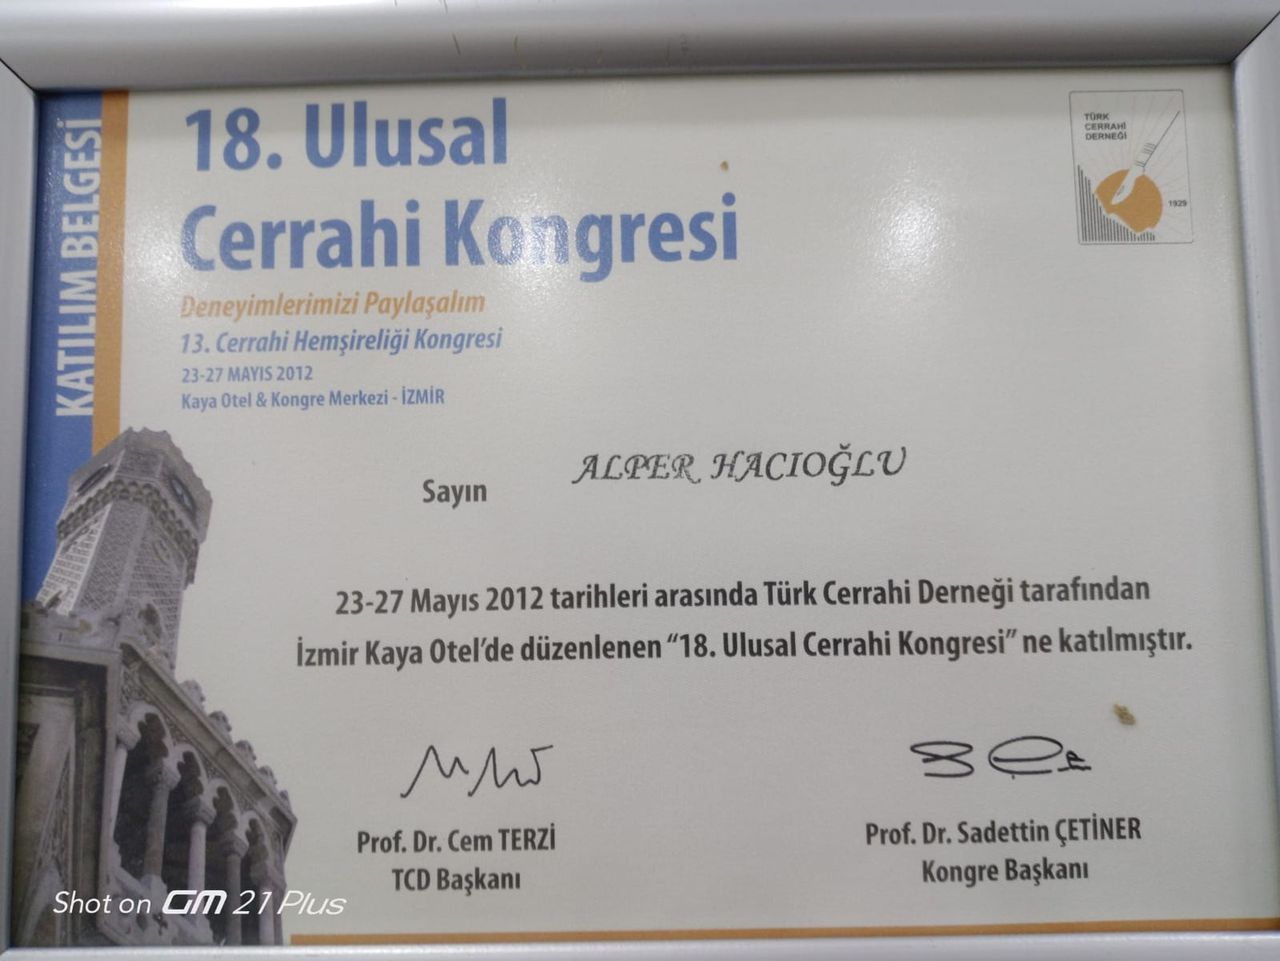 KATILIM BELGESİ
18. Ulusal
Cerrahi Kongresi
Deneyimlerimizi Paylaşalım
13. Cerrahi Hemşireliği Kongresi
23-27 MAYIS 2012
Kaya Otel & Kongre Merkezi - İZMİR
TÜRK
CERRAHİ
DERNEĞİ
1929
Sayın ALPER HACIOĞLU
23-27 Mayıs 2012 tarihleri arasında Türk Cerrahi Derneği tarafından
İzmir Kaya Otel'de düzenlenen "18. Ulusal Cerrahi Kongresi" ne katılmıştır.
Prof. Dr. Cem TERZİ
TCD Başkanı
Prof. Dr. Sadettin ÇETİNER
Kongre Başkanı
Shot on GM 21 Plus